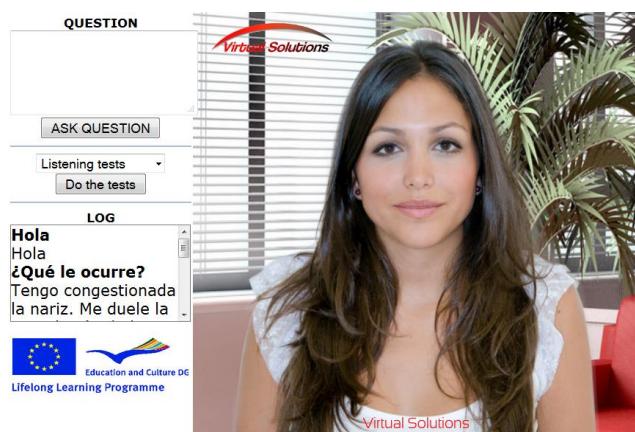 QUESTION
ASK QUESTION
Listening tests
Do the tests
LOG
Hola
Hola
¿Qué le ocurre?
Tengo congestionada
la nariz. Me duele la
Education and Culture DG
Lifelong Learning Programme
Virtual Solutions
Virtual Solutions